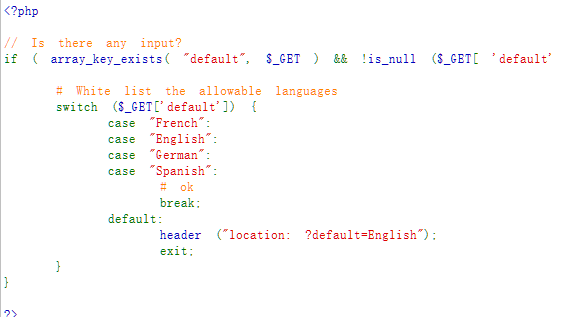 <?php
// Is there any input?
if ( array_key_exists( "default", $_GET ) && !is_null ($_GET[ 'default'
# White list the allowable languages
switch ($_GET['default']) {
case "French":
case "English":
case "German":
case "Spanish":
# ok
break;
default:
header ("location: ?default=English");
exit;
}
}
?>